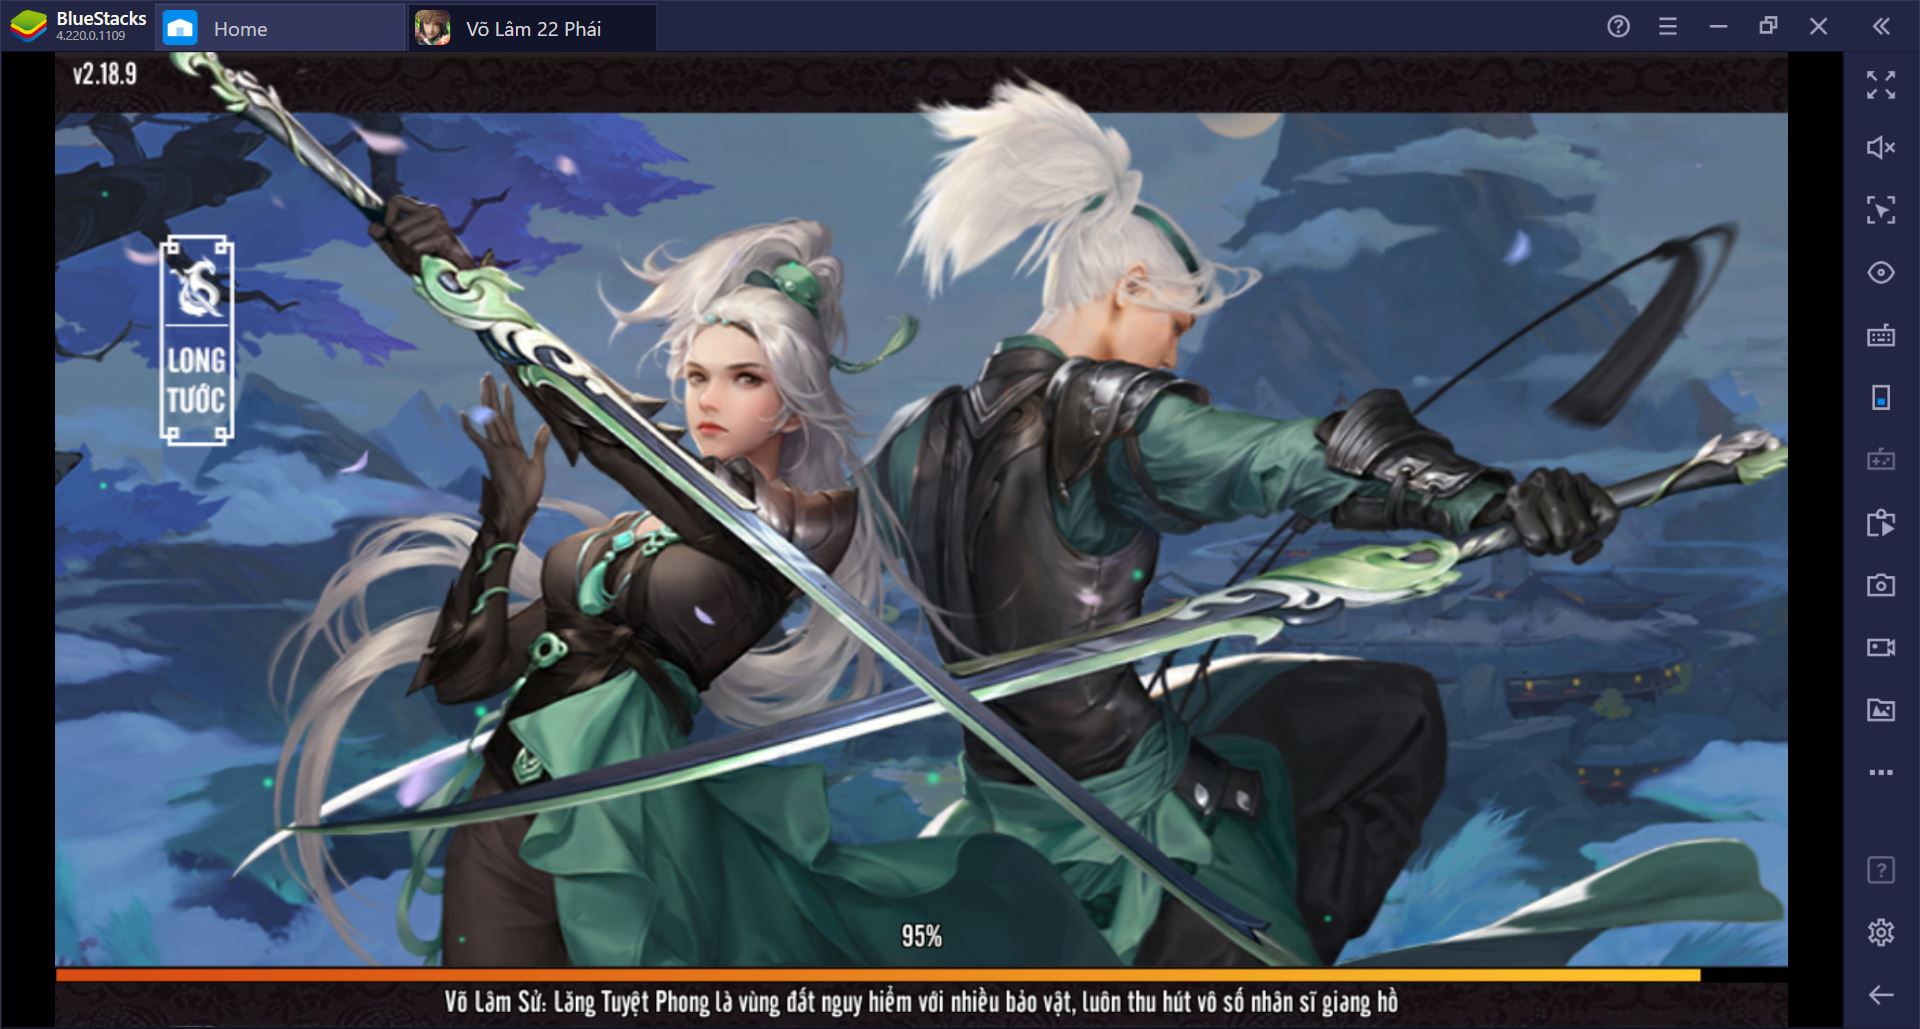 BlueStacks
4.220.0.1109
Home
Võ Lâm 22 Phái
v2.18.9
LONG
TƯỚC
95%
Võ Lâm Sử: Lăng Tuyệt Phong là vùng đất nguy hiểm với nhiều bảo vật, luôn thu hút vô số nhân sĩ giang hồ